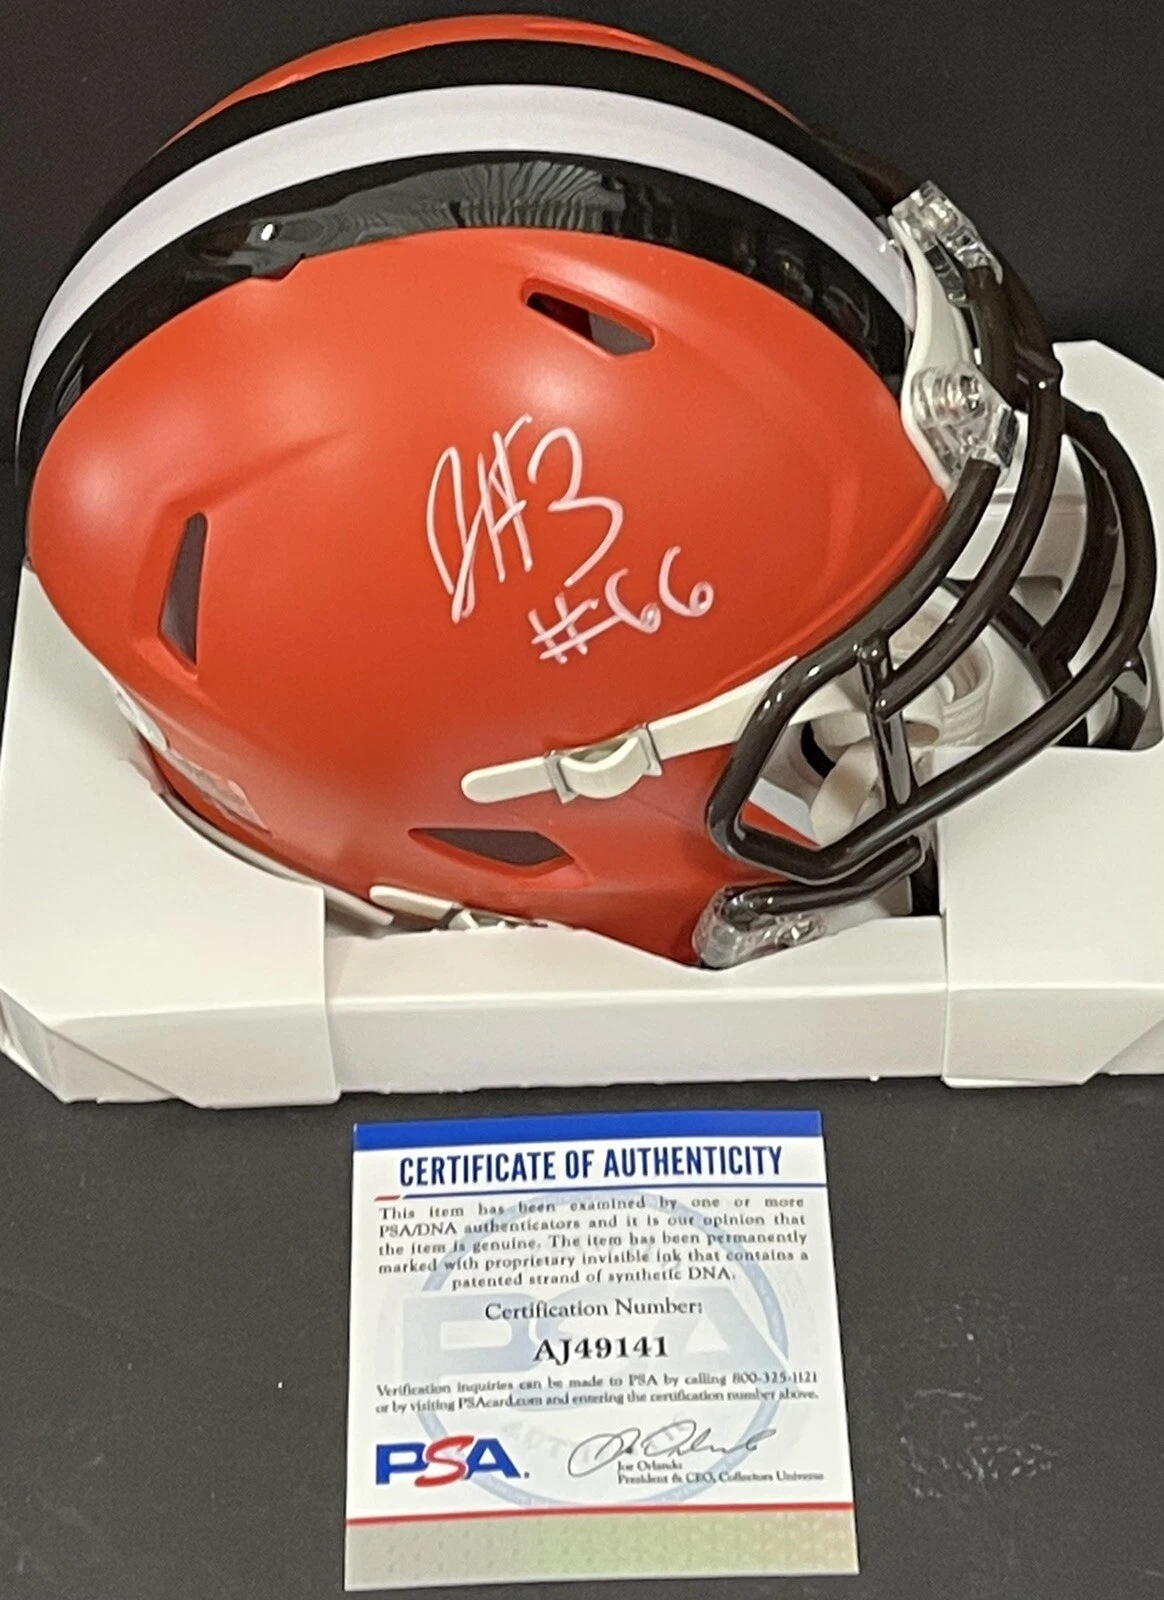 #66
CERTIFICATE OF AUTHENTICITY
This item has been examined by one or more
PSA/DNA authenticators and it is our opinion that
the item is genuine. The item has been permanently
marked with proprietary invisible ink that contains a
patented strand of synthetic DNA.
Certification Number:
AJ49141
Verification inquiries can be made to PSA by calling 800-325-1121
or by visiting PSAcard.com and entering the certification number above.
PSA.
Joe Orlando
President & CEO, Collectors Universe